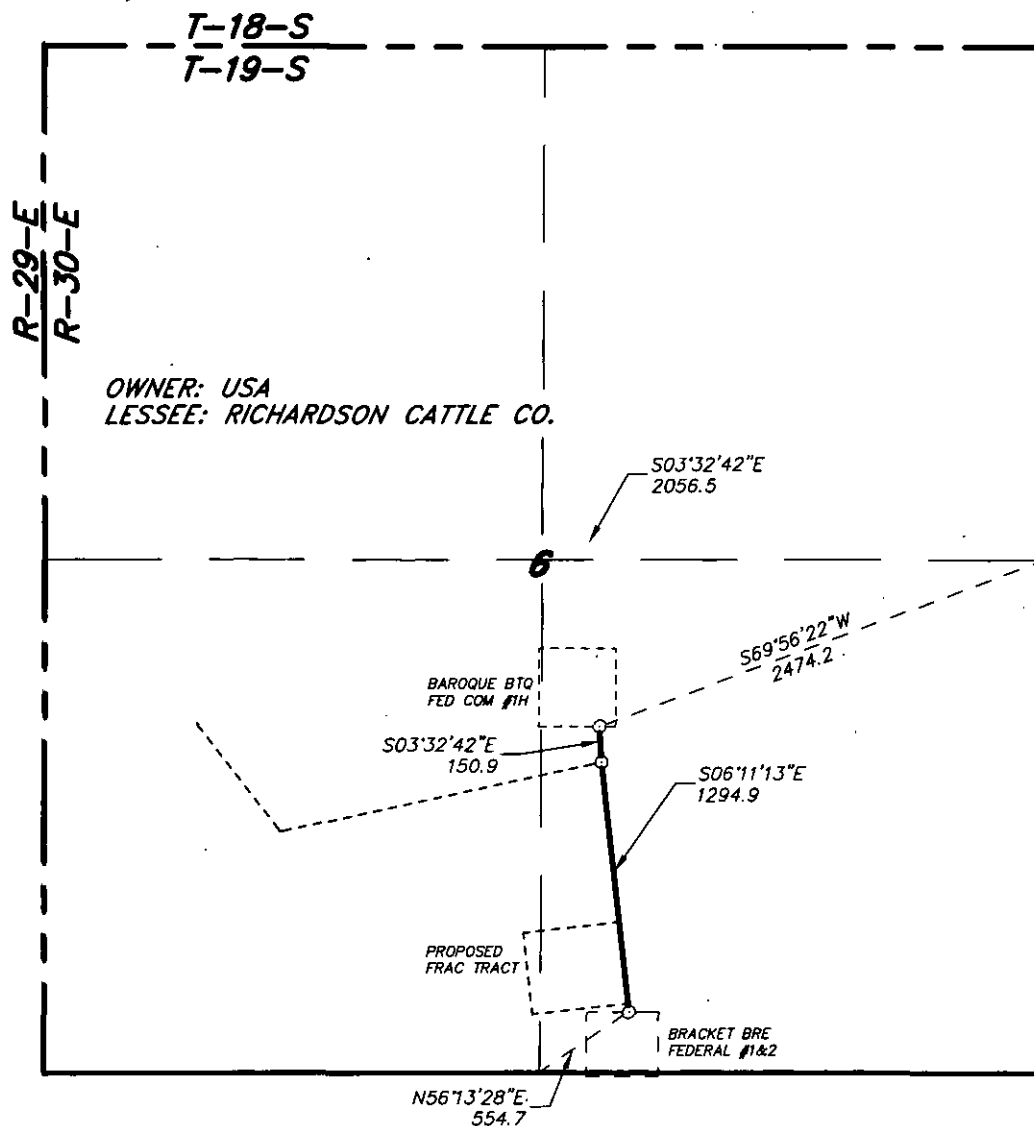 T-18-S
T-19-S
R-29-E
R-30-E
OWNER: USA
LESSEE: RICHARDSON CATTLE CO.
S03°32'42"E
2056.5
6
S69°56'22"W
2474.2
BAROQUE BTQ
FED COM #1H
S03°32'42"E
150.9
S06°11'13"E
1294.9
PROPOSED
FRAC TRACT
BRACKET BRE
FEDERAL #1&2
N56°13'28"E
554.7